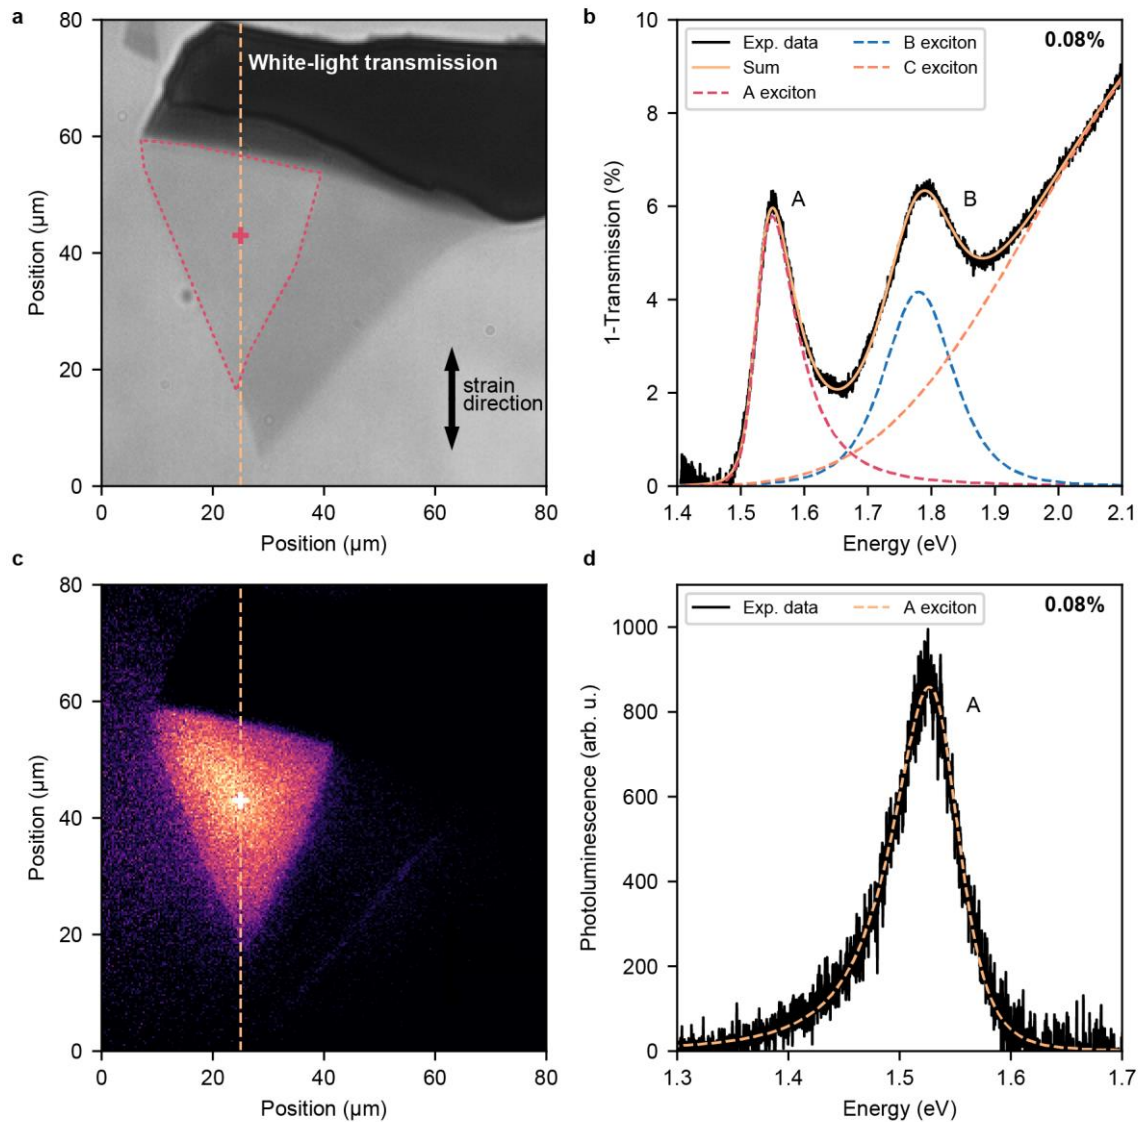 a
White-light transmission
strain
direction
80
60
40
20
0
0 20 40 60 80
Position (µm)
Position (µm)
b
Exp. data
Sum
A exciton
B exciton
C exciton
0.08%
A
B
10
8
6
4
2
0
1.4 1.5 1.6 1.7 1.8 1.9 2.0 2.1
1-Transmission (%)
Energy (eV)
c
80
60
40
20
0
0 20 40 60 80
Position (µm)
Position (µm)
d
Exp. data
A exciton
0.08%
A
1000
800
600
400
200
0
1.3 1.4 1.5 1.6 1.7
Photoluminescence (arb. u.)
Energy (eV)